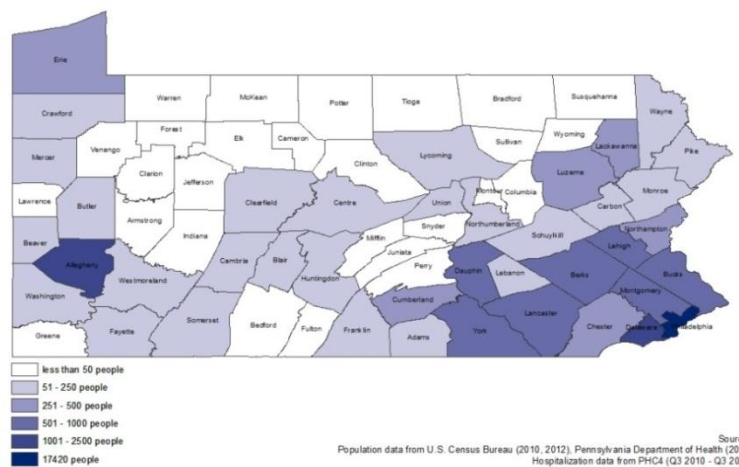 Erie
Crawford
Warren
McKean
Potter
Tioga
Bradford
Susquehanna
Wayne
Wyoming
Lackawanna
Pike
Forest
Elk
Cameron
Sullivan
Venango
Mercer
Clinton
Lycoming
Luzerne
Clarion
Jefferson
Monroe
Lawrence
Butler
Clearfield
Centre
Union
Montour
Columbia
Carbon
Armstrong
Snyder
Northumberland
Northampton
Beaver
Indiana
Mifflin
Schuylkill
Lehigh
Juniata
Allegheny
Cambria
Blair
Perry
Dauphin
Lebanon
Berks
Bucks
Westmoreland
Huntingdon
Montgomery
Washington
Cumberland
Lancaster
Somerset
Bedford
Fulton
Franklin
Adams
York
Chester
Delaware
Philadelphia
Greene
Fayette
less than 50 people
51 - 250 people
251 - 500 people
501 - 1000 people
1001 - 2500 people
17420 people
Sourc
Population data from U.S. Census Bureau (2010, 2012), Pennsylvania Department of Health (20
Hospitalization data from PHC4 (Q3 2010 - Q3 20